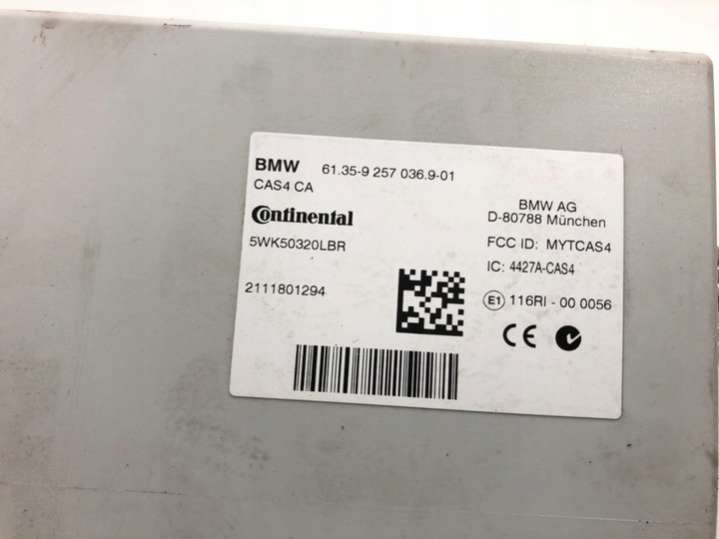 BMW 61.35-9 257 036.9-01
CAS4 CA
Continental
5WK50320LBR
2111801294
BMW AG
D-80788 München
FCC ID: MYTCAS4
IC: 4427A-CAS4
E1 116RI - 00 0056
CE